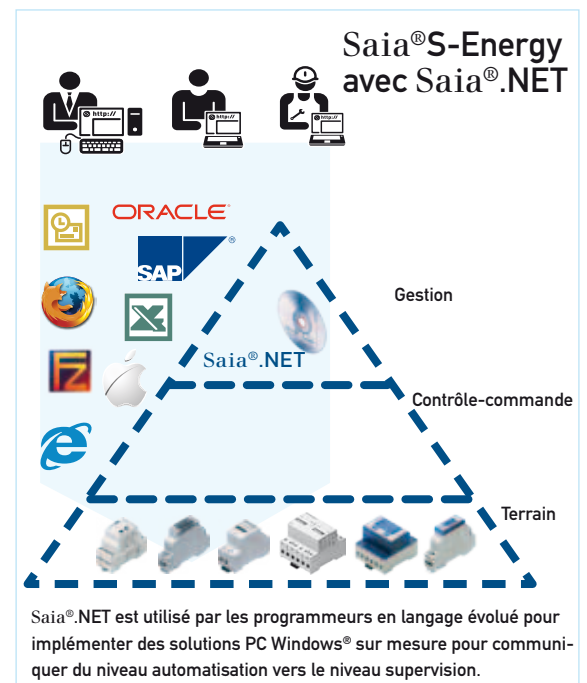 Saia®S-Energy
avec Saia®.NET
http://
http://
http://
ORACLE®
SAP®
Gestion
Saia®.NET
Contrôle-commande
Terrain
Saia®.NET est utilisé par les programmeurs en langage évolué pour
implémenter des solutions PC Windows® sur mesure pour communi-
quer du niveau automatisation vers le niveau supervision.